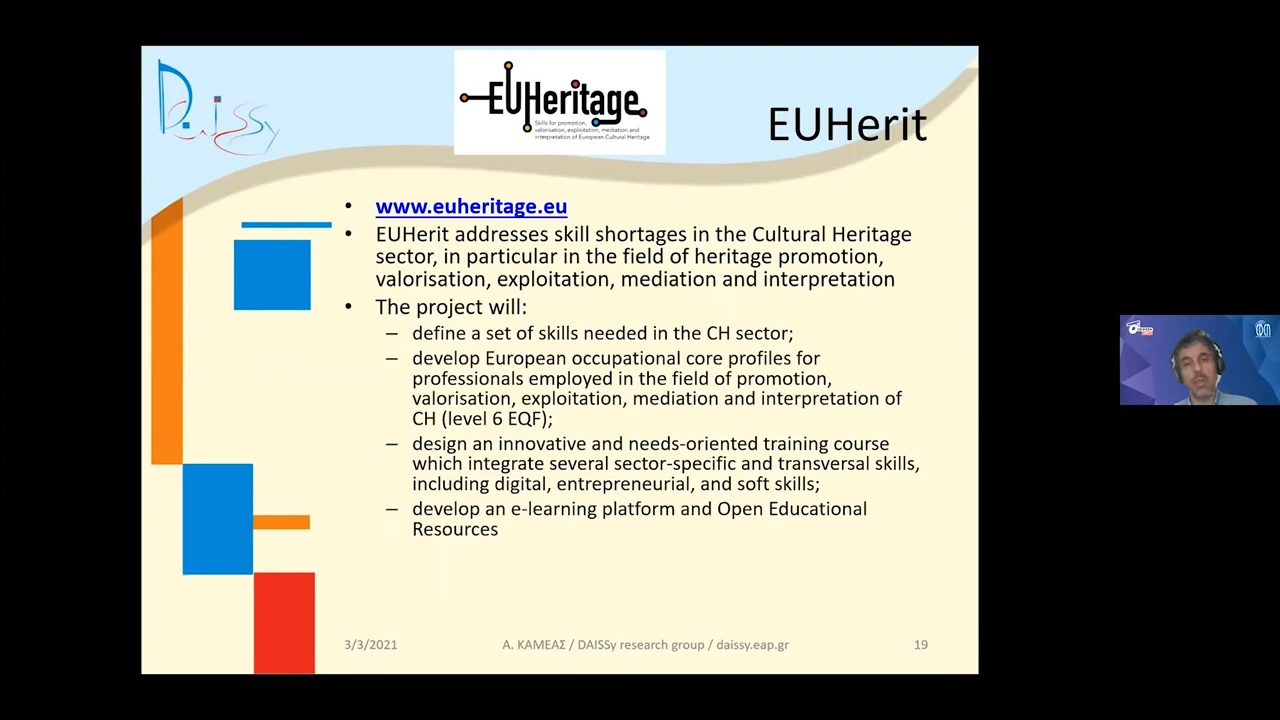 Daissy
EUHeritage
Skills for promotion,
valorisation, exploitation, mediation and
interpretation of European Cultural Heritage
EUHerit
• www.euheritage.eu
• EUHerit addresses skill shortages in the Cultural Heritage
sector, in particular in the field of heritage promotion,
valorisation, exploitation, mediation and interpretation
• The project will:
– define a set of skills needed in the CH sector;
– develop European occupational core profiles for
professionals employed in the field of promotion,
valorisation, exploitation, mediation and interpretation of
CH (level 6 EQF);
– design an innovative and needs-oriented training course
which integrate several sector-specific and transversal skills,
including digital, entrepreneurial, and soft skills;
– develop an e-learning platform and Open Educational
Resources
3/3/2021
Α. ΚΑΜΕΑΣ / DAISSy research group / daissy.eap.gr
19